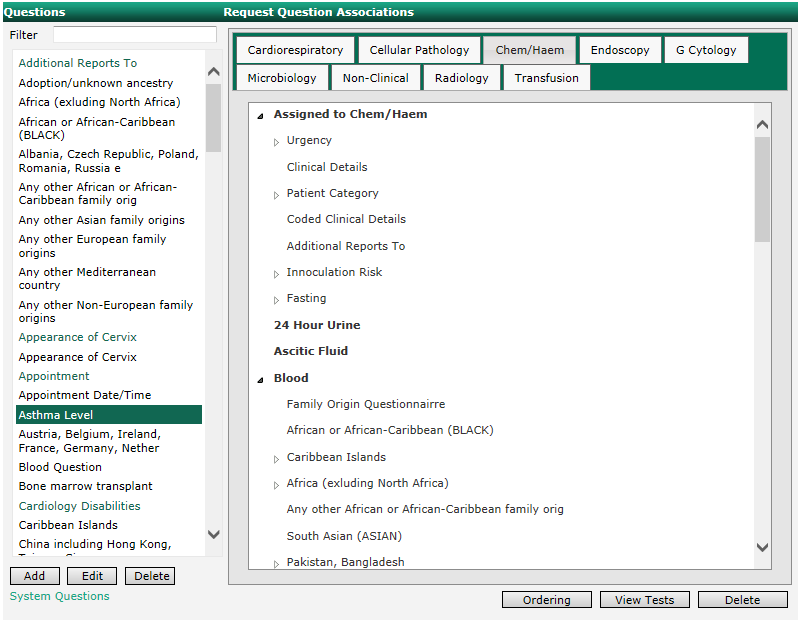 Questions
Request Question Associations
Filter
Additional Reports To
Adoption/unknown ancestry
Africa (exluding North Africa)
African or African-Caribbean
(BLACK)
Albania, Czech Republic, Poland,
Romania, Russia e
Any other African or African-
Caribbean family orig
Any other Asian family origins
Any other European family
origins
Any other Mediterranean
country
Any other Non-European family
origins
Appearance of Cervix
Appearance of Cervix
Appointment
Appointment Date/Time
Asthma Level
Austria, Belgium, Ireland,
France, Germany, Nether
Blood Question
Bone marrow transplant
Cardiology Disabilities
Caribbean Islands
China including Hong Kong,
Add Edit Delete
System Questions
Cardiorespiratory Cellular Pathology Chem/Haem Endoscopy G Cytology
Microbiology Non-Clinical Radiology Transfusion
Assigned to Chem/Haem
Urgency
Clinical Details
Patient Category
Coded Clinical Details
Additional Reports To
Innoculation Risk
Fasting
24 Hour Urine
Ascitic Fluid
Blood
Family Origin Questionnairre
African or African-Caribbean (BLACK)
Caribbean Islands
Africa (exluding North Africa)
Any other African or African-Caribbean family orig
South Asian (ASIAN)
Pakistan, Bangladesh
Ordering View Tests Delete